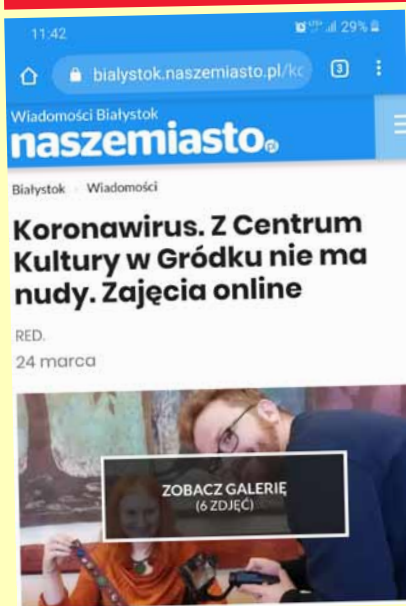 11:42
29%
bialystok.naszemiasto.pl/kc
3
Wiadomości Białystok
naszemiasto.pl
Białystok Wiadomości
Koronawirus. Z Centrum
Kultury w Gródku nie ma
nudy. Zajęcia online
RED.
24 marca
ZOBACZ GALERIĘ
(6 ZDJĘĆ)